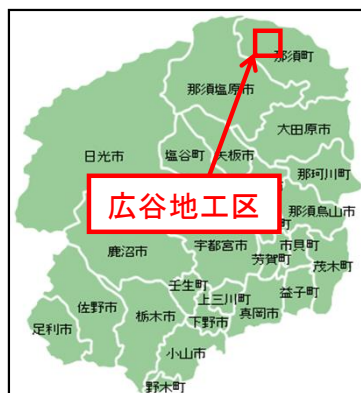 那須町
那須塩原市
大田原市
日光市
塩谷町
矢板市
那珂川町
広谷地工区
那須烏山市
町
鹿沼市
宇都宮市
市貝町
芳賀町
茂木町
壬生町
上三川町
益子町
真岡市
佐野市
栃木市
下野市
足利市
小山市
野木町